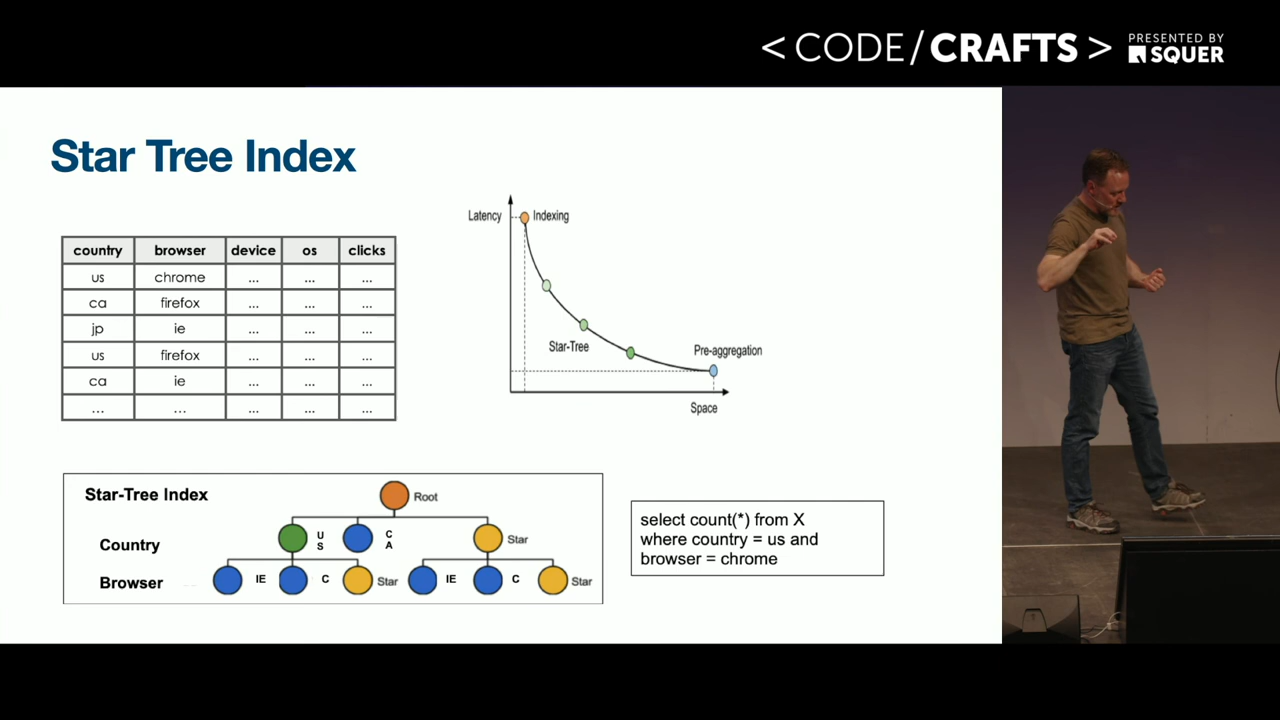 < CODE/CRAFTS >
PRESENTED BY
SQUER
Star Tree Index
country browser device os clicks
us chrome ... ... ...
ca firefox ... ... ...
jp ie ... ... ...
us firefox ... ... ...
ca ie ... ... ...
... ... ... ... ...
Latency
Indexing
Star-Tree
Pre-aggregation
Space
Star-Tree Index
Root
Country
US
CA
Star
Browser
IE
C
Star
IE
C
Star
select count(*) from X
where country = us and
browser = chrome